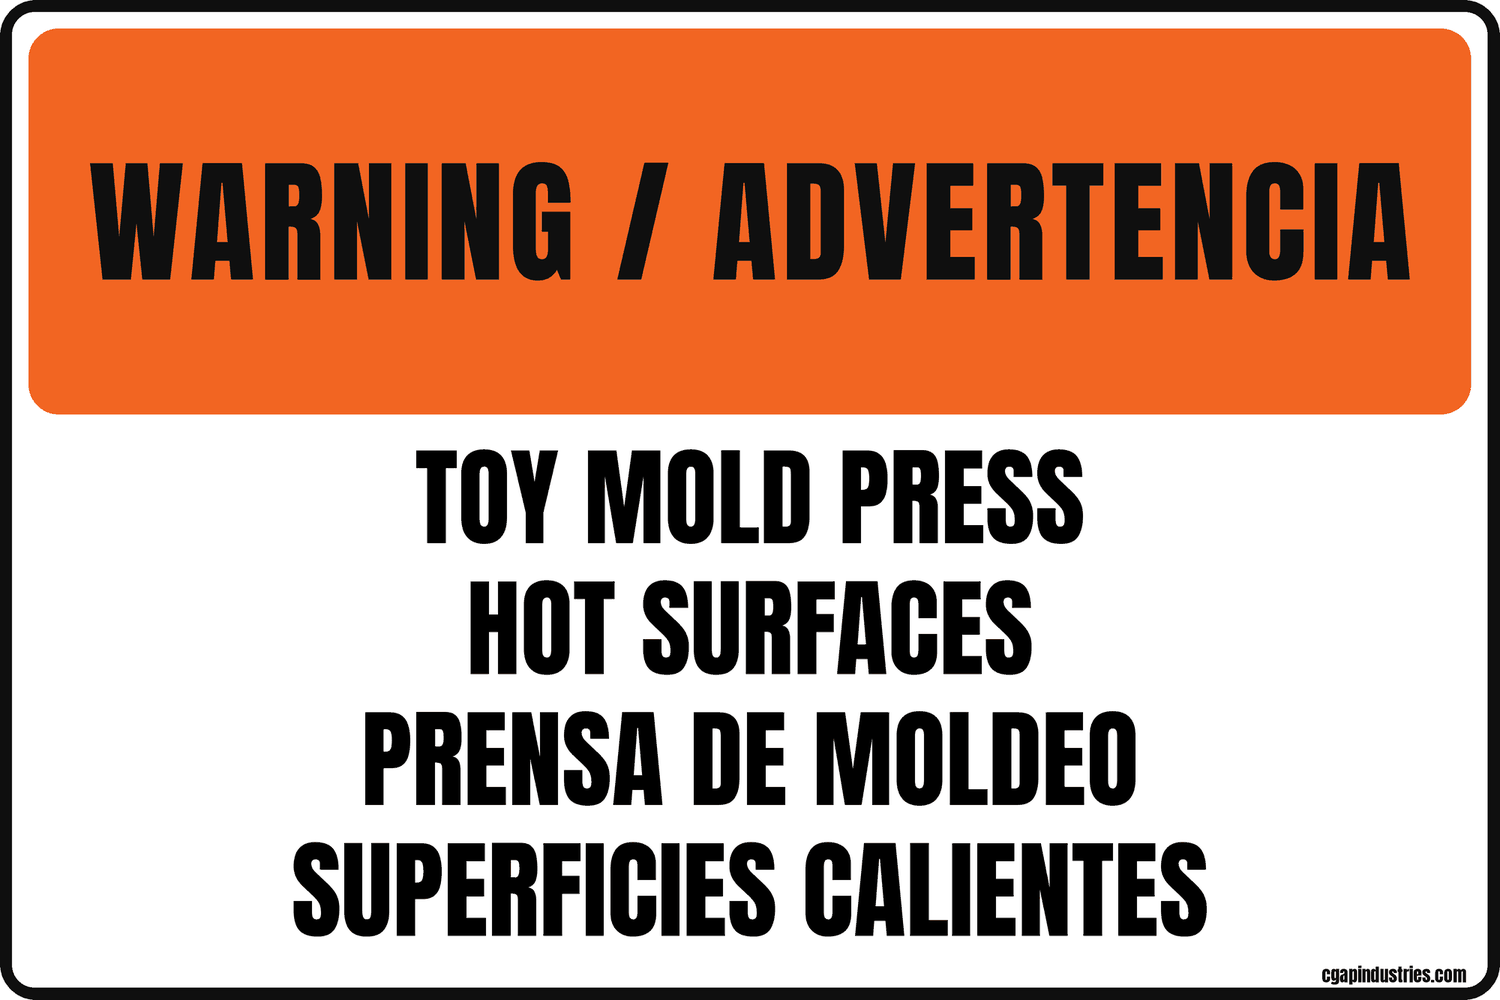 WARNING / ADVERTENCIA
TOY MOLD PRESS
HOT SURFACES
PRENSA DE MOLDEO
SUPERFICIES CALIENTES
cgapindustries.com